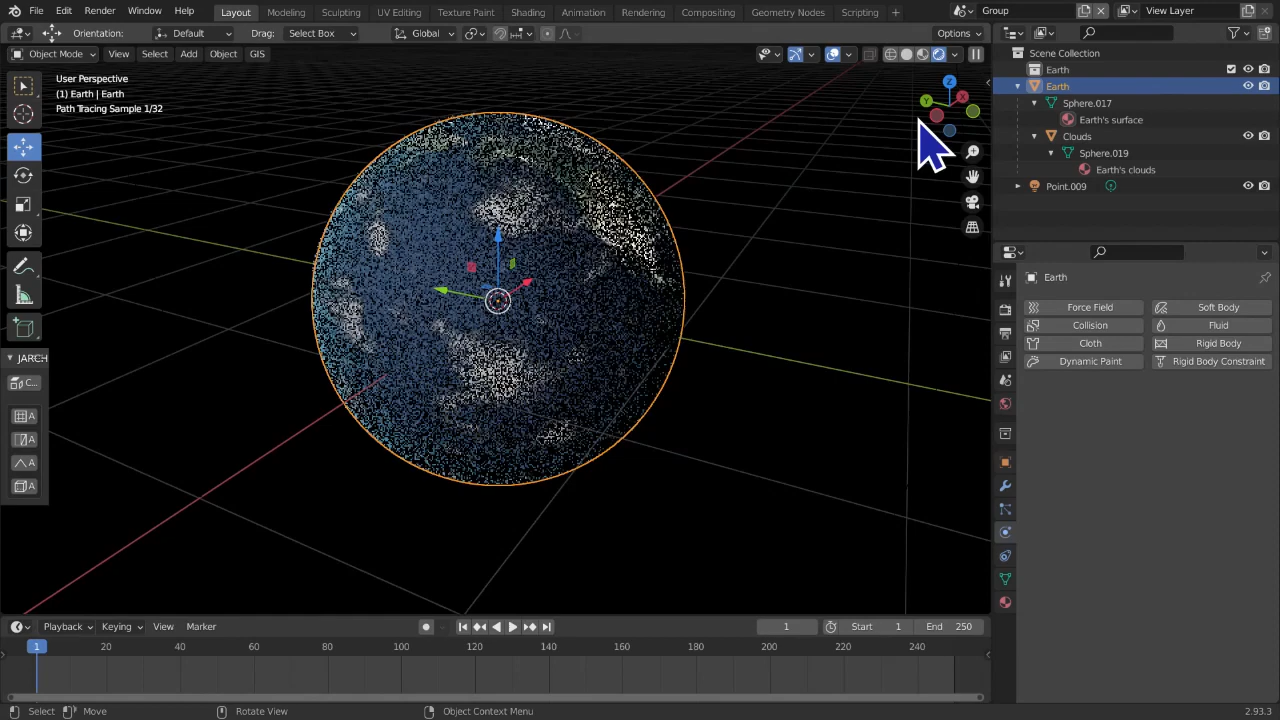 File Edit Render Window Help Layout Modeling Sculpting UV Editing Texture Paint Shading Animation Rendering Compositing Geometry Nodes Scripting Group View Layer
Orientation: Default Drag: Select Box Global Options
Object Mode View Select Add Object GIS
Scene Collection
Earth
Earth
Sphere.017
Earth's surface
Clouds
Sphere.019
Earth's clouds
Point.009
User Perspective
(1) Earth | Earth
Path Tracing Sample 1/32
X
Y
Z
JARCH
C...
A
A
A
A
Earth
Force Field Soft Body
Collision Fluid
Cloth Rigid Body
Dynamic Paint Rigid Body Constraint
Playback Keying View Marker 1 Start 1 End 250
1 20 40 60 80 100 120 140 160 180 200 220 240
Select Move Rotate View Object Context Menu 2.93.3